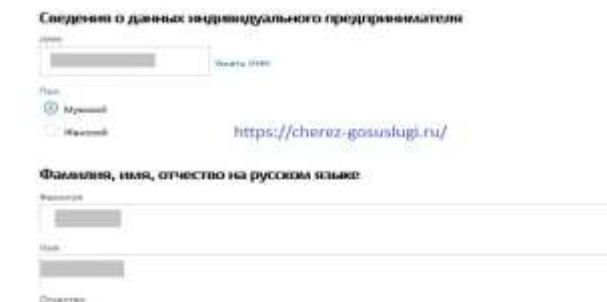 Сведения о данных индивидуального предпринимателя
ИНН
Узнать ИНН
Пол
Мужской
Женский
https://cherez-gosuslugi.ru/
Фамилия, имя, отчество на русском языке
Фамилия
Имя
Отчество